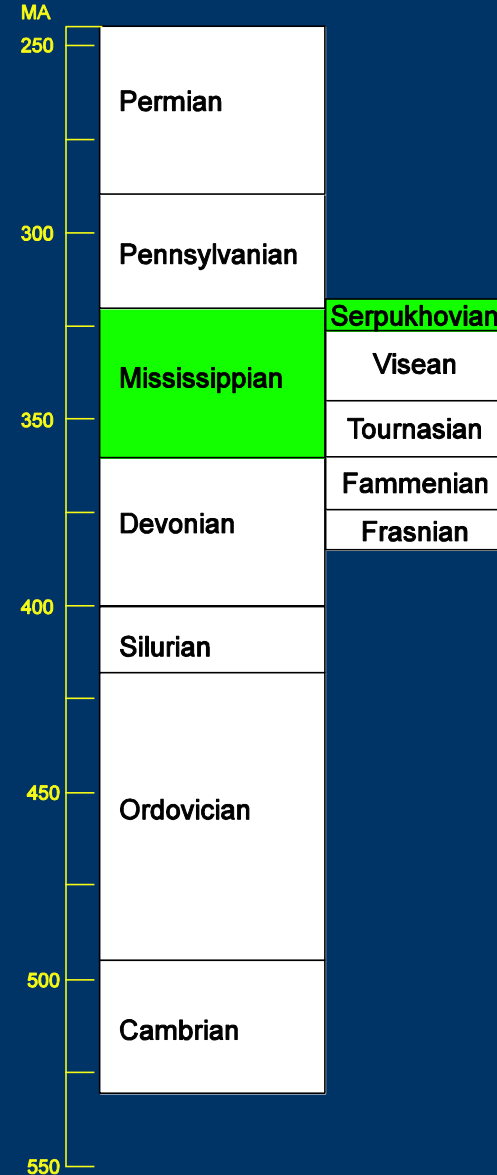 MA
250
Permian
300
Pennsylvanian
Serpukhovian
Visean
Mississippian
350
Tournasian
Fammenian
Devonian
Frasnian
400
Silurian
450
Ordovician
500
Cambrian
550